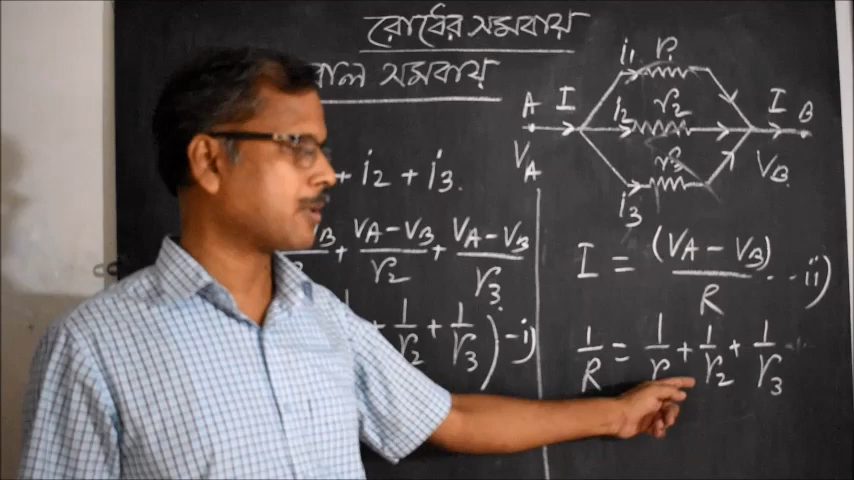 রোধের সমবায়
সমবায়
i1 r1
A I i2 r2 I B
VA r3 VB
i3
+ i2 + i3.
+ VA-VB/r2 + VA-VB/r3
I = (VA - VB)/R --ii)
+ 1/r2 + 1/r3) -i)
1/R = 1/r + 1/r2 + 1/r3